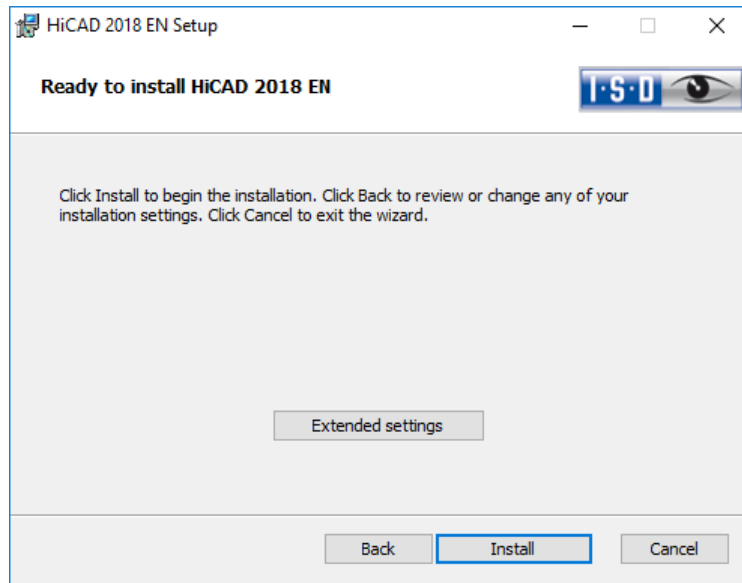 HiCAD 2018 EN Setup
Ready to install HiCAD 2018 EN
I·S·D
Click Install to begin the installation. Click Back to review or change any of your
installation settings. Click Cancel to exit the wizard.
Extended settings
Back
Install
Cancel